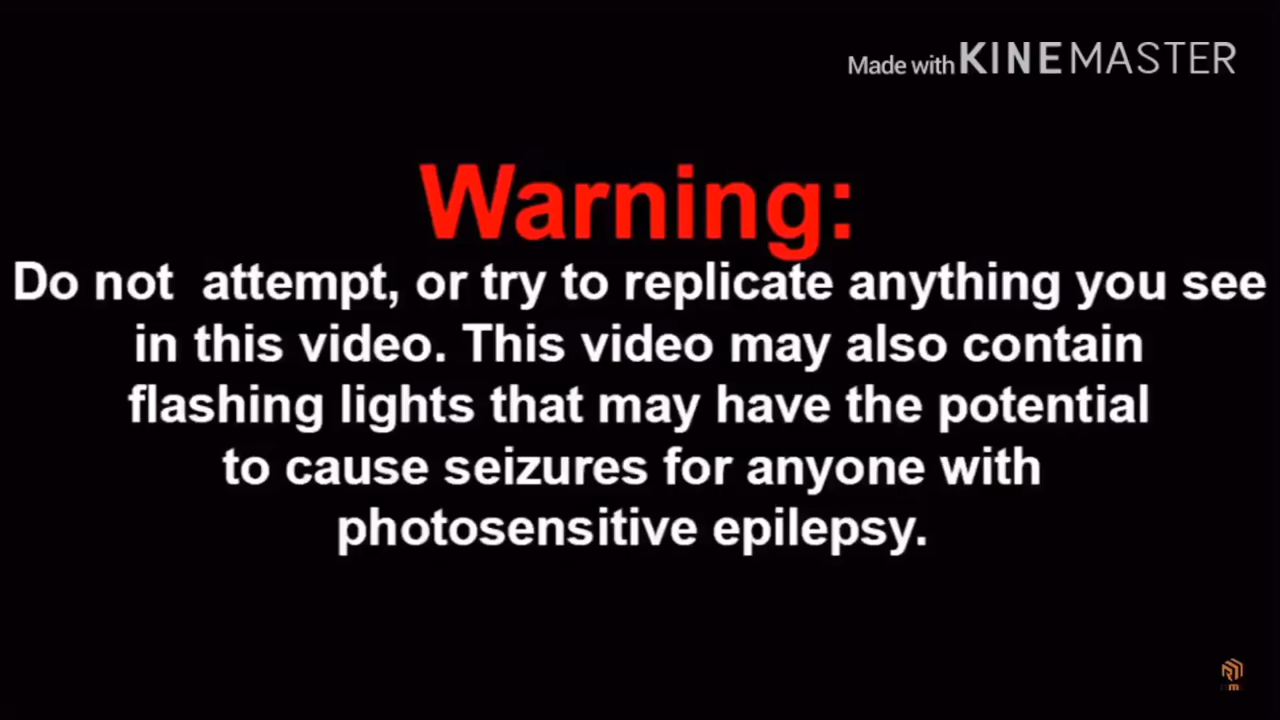 Made with KINEMASTER
Warning:
Do not  attempt, or try to replicate anything you see
in this video. This video may also contain
flashing lights that may have the potential
to cause seizures for anyone with
photosensitive epilepsy.